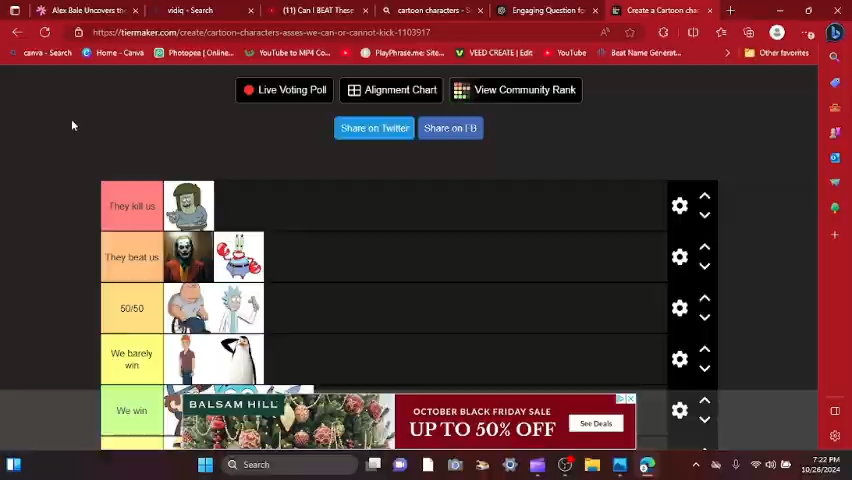 Alex Bale Uncovers the
vidiq - Search
(11) Can I BEAT These
cartoon characters - S
Engaging Question fo
Create a Cartoon char
https://tiermaker.com/create/cartoon-characters-asses-we-can-or-cannot-kick-1103917
canva - Search
Home - Canva
Photopea | Online...
YouTube to MP4 Co...
PlayPhrase.me: Site...
VEED CREATE | Edit
YouTube
Beat Name Generat...
Other favorites
Live Voting Poll
Alignment Chart
View Community Rank
Share on Twitter
Share on FB
They kill us
They beat us
50/50
We barely
win
We win
BALSAM HILL
OCTOBER BLACK FRIDAY SALE
UP TO 50% OFF
See Deals
Search
7:22 PM
10/26/2024